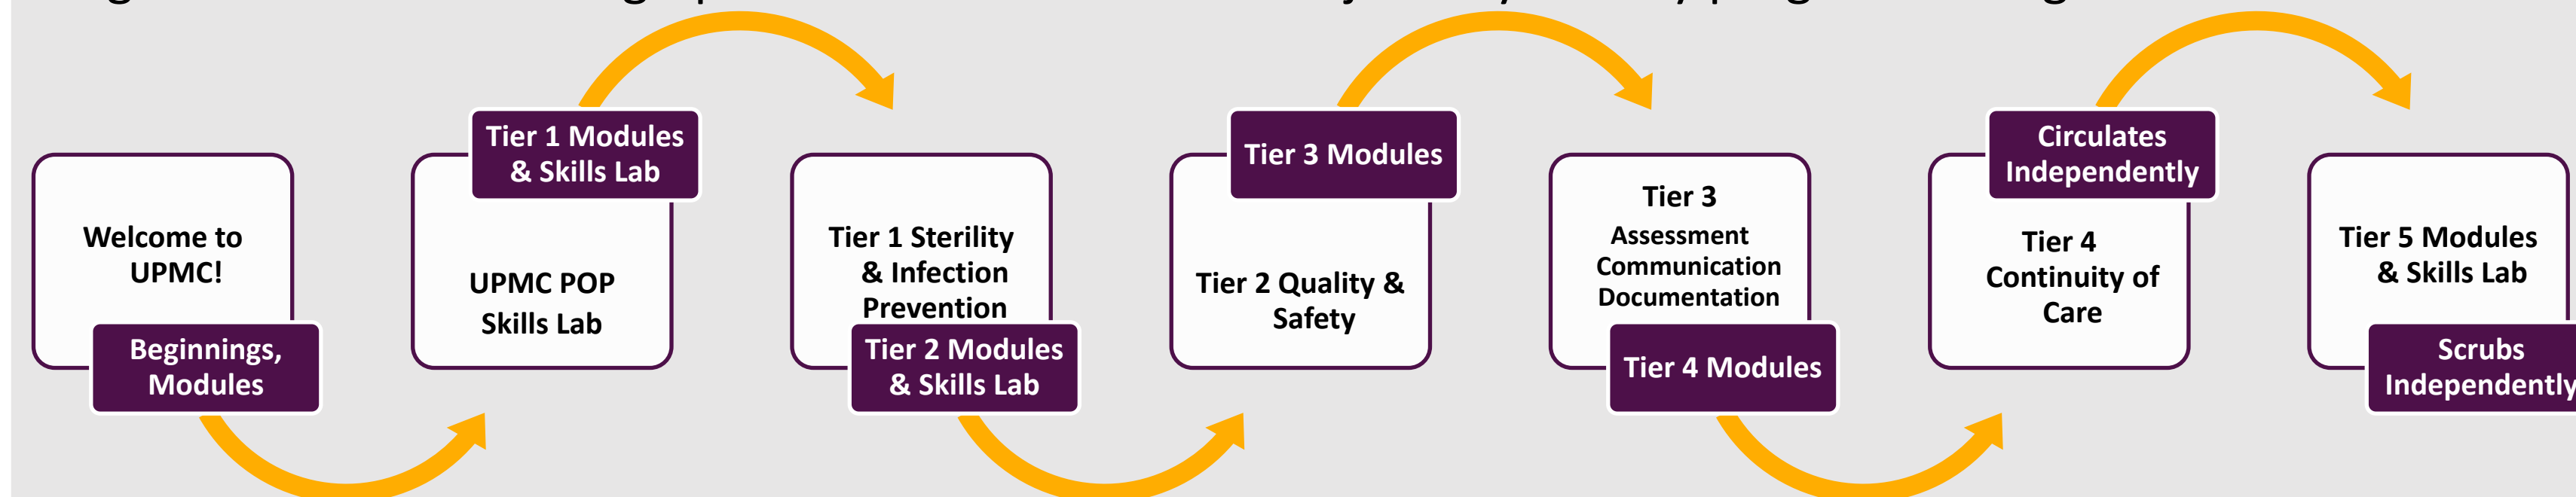 Welcome to
UPMC!
Beginnings,
Modules
Tier 1 Modules
& Skills Lab
UPMC POP
Skills Lab
Tier 1 Sterility
& Infection
Prevention
Tier 2 Modules
& Skills Lab
Tier 3 Modules
Tier 2 Quality &
Safety
Tier 3
Assessment
Communication
Documentation
Tier 4 Modules
Circulates
Independently
Tier 4
Continuity of
Care
Tier 5 Modules
& Skills Lab
Scrubs
Independently